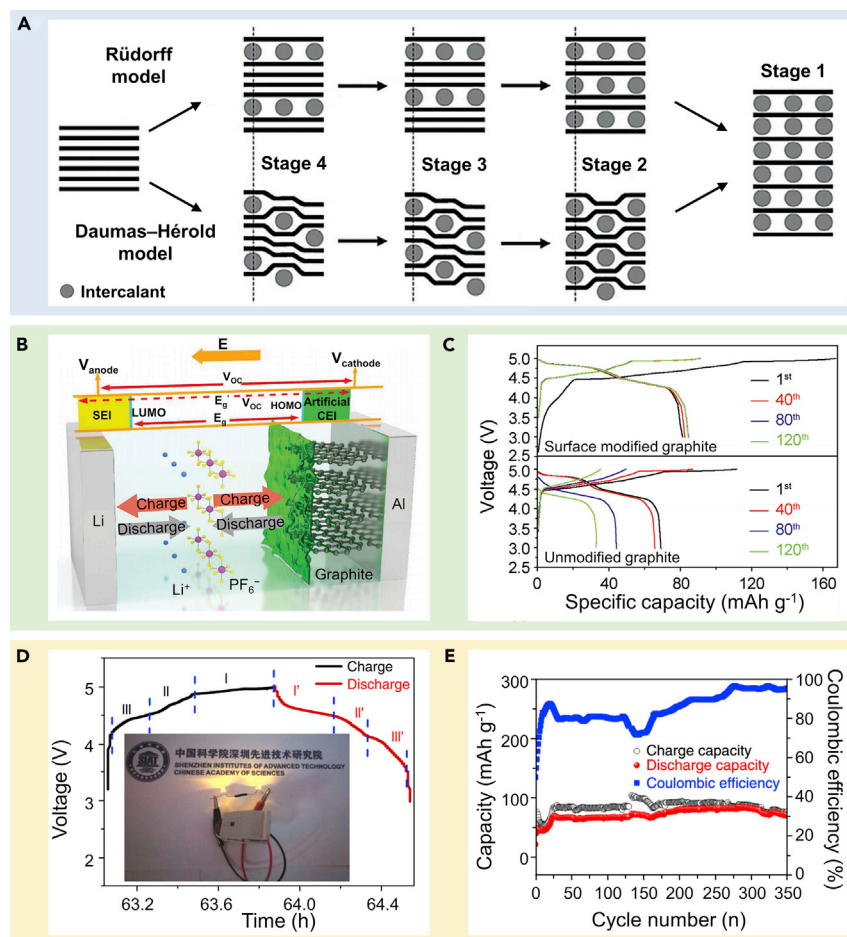 A
Rüdorff
model
Stage 1
Stage 4
Stage 3
Stage 2
Daumas–Hérold
model
Intercalant
B
E
Vanode
Vcathode
VOC
Eg'
VOC
SEI
LUMO
HOMO
Artificial
CEI
Eg
Li
Charge
Charge
Discharge
Discharge
Al
Li+
PF6−
Graphite
C
Voltage (V)
5.0
4.5
4.0
3.5
3.0
2.5
1st
40th
80th
120th
Surface modified graphite
5.0
4.5
4.0
3.5
3.0
2.5
1st
40th
80th
120th
Unmodified graphite
0
40
80
120
160
Specific capacity (mAh g-1)
D
Voltage (V)
5
4
3
2
Charge
Discharge
III
II
I
I'
II'
III'
SIAT
中国科学院深圳先进技术研究院
SHENZHEN INSTITUTES OF ADVANCED TECHNOLOGY
CHINESE ACADEMY OF SCIENCES
63.2
63.6
64.0
64.4
Time (h)
E
Capacity (mAh g-1)
300
250
200
150
100
50
0
Charge capacity
Discharge capacity
Coulombic efficiency
100
80
60
40
20
0
Coulombic efficiency (%)
0
50
100
150
200
250
300
350
Cycle number (n)